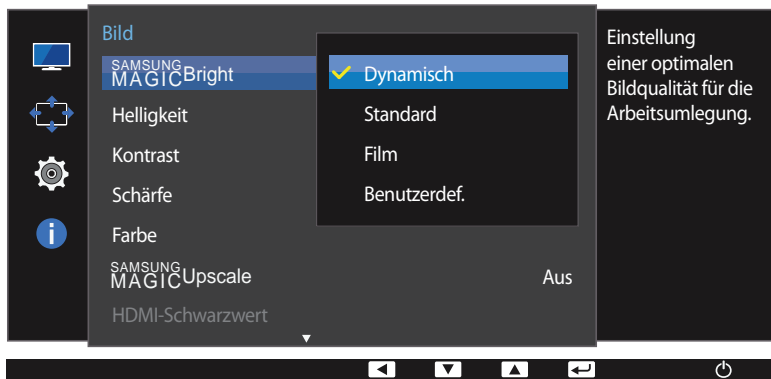 Bild
SAMSUNG
MAGICBright
Helligkeit
Kontrast
Schärfe
Farbe
SAMSUNG
MAGICUpscale
Aus
HDMI-Schwarzwert
Dynamisch
Standard
Film
Benutzerdef.
Einstellung
einer optimalen
Bildqualität für die
Arbeitsumlegung.